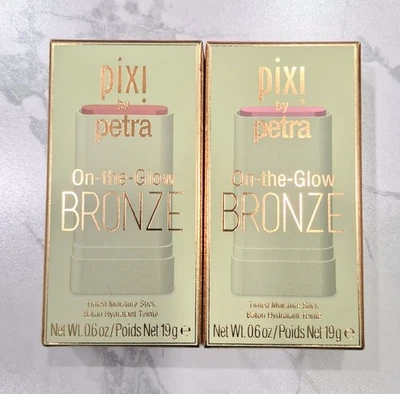 pixi
by
petra
On-the-Glow
BRONZE
Tinted Moisture Stick
Baton Hydratant Teinté
Net Wt. 0.6 oz/Poids Net 19 g e
pixi
by
petra
On-the-Glow
BRONZE
Tinted Moisture Stick
Baton Hydratant Teinté
Net Wt. 0.6 oz/Poids Net 19 g e